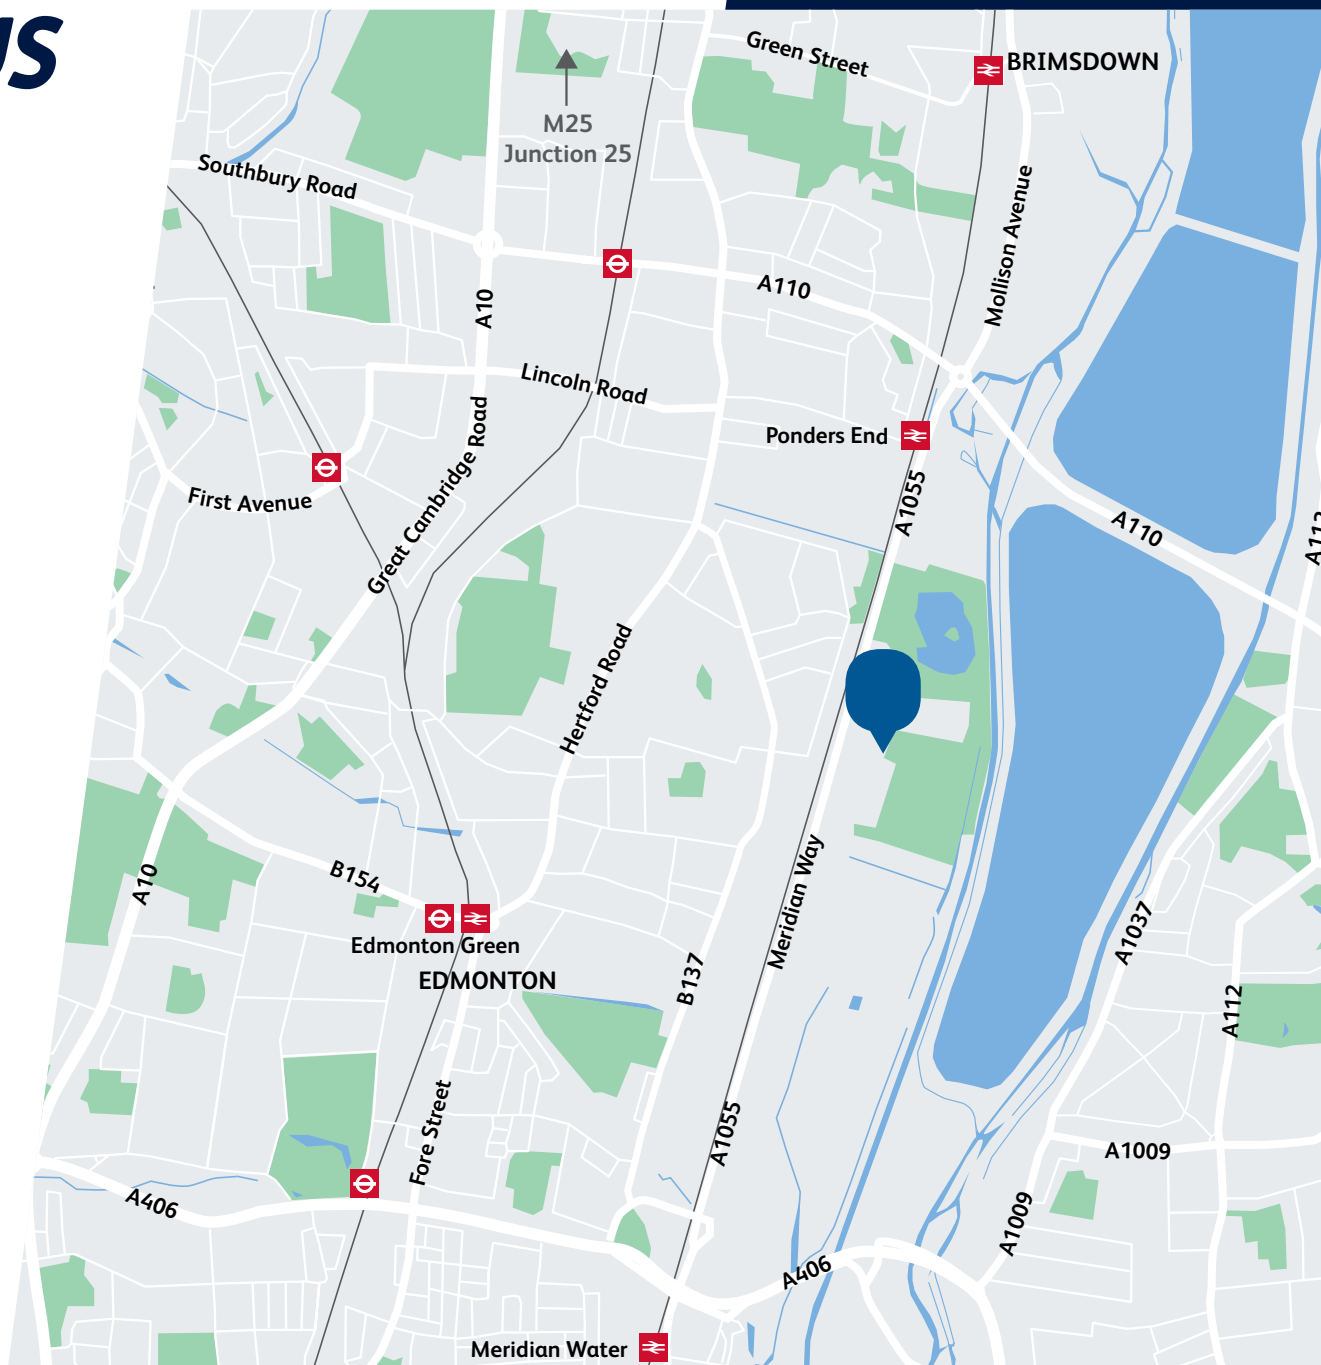 US
Green Street
BRIMSDOWN
M25
Junction 25
Southbury Road
Mollison Avenue
A10
A110
Lincoln Road
Ponders End
Great Cambridge Road
First Avenue
A1055
A110
A112
Hertford Road
A10
B154
Meridian Way
Edmonton Green
EDMONTON
B137
A1037
A112
Fore Street
A1055
A1009
A406
A1009
A406
Meridian Water